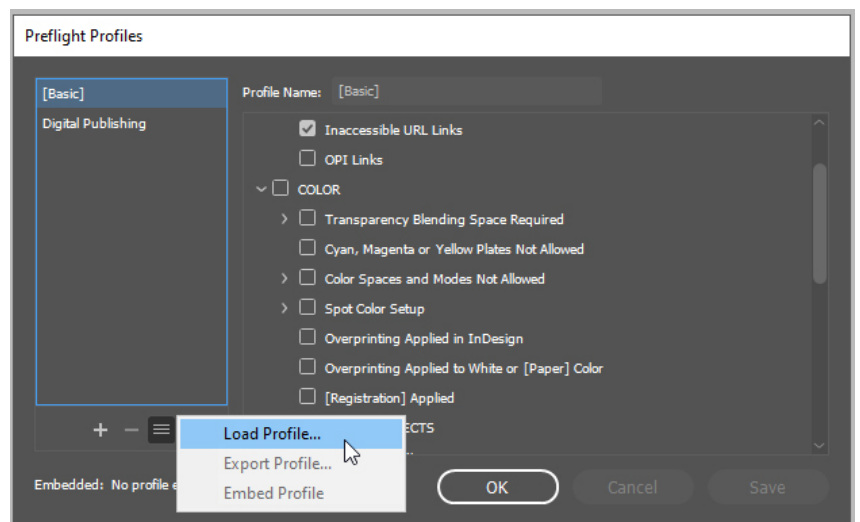 Preflight Profiles
[Basic]
Digital Publishing
Profile Name: [Basic]
Inaccessible URL Links
OPI Links
COLOR
Transparency Blending Space Required
Cyan, Magenta or Yellow Plates Not Allowed
Color Spaces and Modes Not Allowed
Spot Color Setup
Overprinting Applied in InDesign
Overprinting Applied to White or [Paper] Color
[Registration] Applied
ECTS
Load Profile...
Export Profile...
Embed Profile
Embedded: No profile e
OK
Cancel
Save